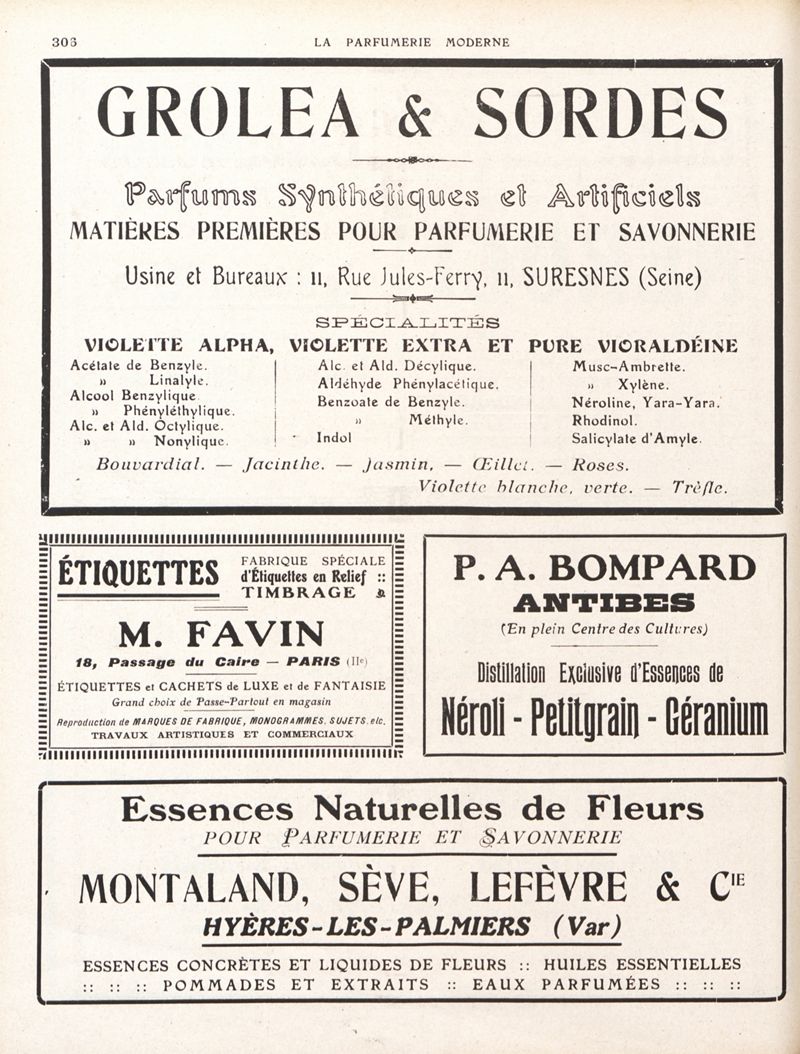 306
LA PARFUMERIE MODERNE
GROLEA & SORDES
Parfums Synthétiques et Artificiels
MATIÈRES PREMIÈRES POUR PARFUMERIE ET SAVONNERIE
Usine et Bureaux : 11, Rue Jules-Ferry, 11, SURESNES (Seine)
SPÉCIALITÉS
VIOLETTE ALPHA, VIOLETTE EXTRA ET PURE VIORALDÉINE
Acétate de Benzyle.
» Linalyle.
Alcool Benzylique
» Phényléthylique.
Alc. et Ald. Octylique.
» » Nonylique.
Alc. et Ald. Décylique.
Aldéhyde Phénylacétique.
Benzoate de Benzyle.
» Méthyle.
Indol
Musc-Ambrette.
» Xylène.
Néroline, Yara-Yara.
Rhodinol.
Salicylate d'Amyle.
Bouvardial. — Jacinthe. — Jasmin, — Œillet. — Roses.
Violette blanche, verte. — Trèfle.
ÉTIQUETTES
FABRIQUE SPÉCIALE
d'Étiquettes en Relief ::
TIMBRAGE
M. FAVIN
18, Passage du Caire — PARIS (IIe)
ÉTIQUETTES et CACHETS de LUXE et de FANTAISIE
Grand choix de Passe-Partout en magasin
Reproduction de MARQUES DE FABRIQUE, MONOGRAMMES, SUJETS, etc.
TRAVAUX ARTISTIQUES ET COMMERCIAUX
P. A. BOMPARD
ANTIBES
(En plein Centre des Cultures)
Distillation Exclusive d'Essences de
Néroli - Petitgrain - Géranium
Essences Naturelles de Fleurs
POUR PARFUMERIE ET SAVONNERIE
MONTALAND, SÈVE, LEFÈVRE & CIE
HYÈRES-LES-PALMIERS (Var)
ESSENCES CONCRÈTES ET LIQUIDES DE FLEURS :: HUILES ESSENTIELLES
:: :: :: POMMADES ET EXTRAITS :: EAUX PARFUMÉES :: :: ::